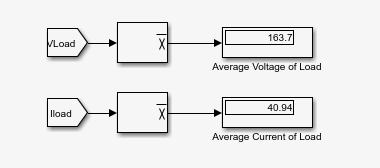 VLoad
x̄
163.7
Average Voltage of Load
Iload
x̄
40.94
Average Current of Load